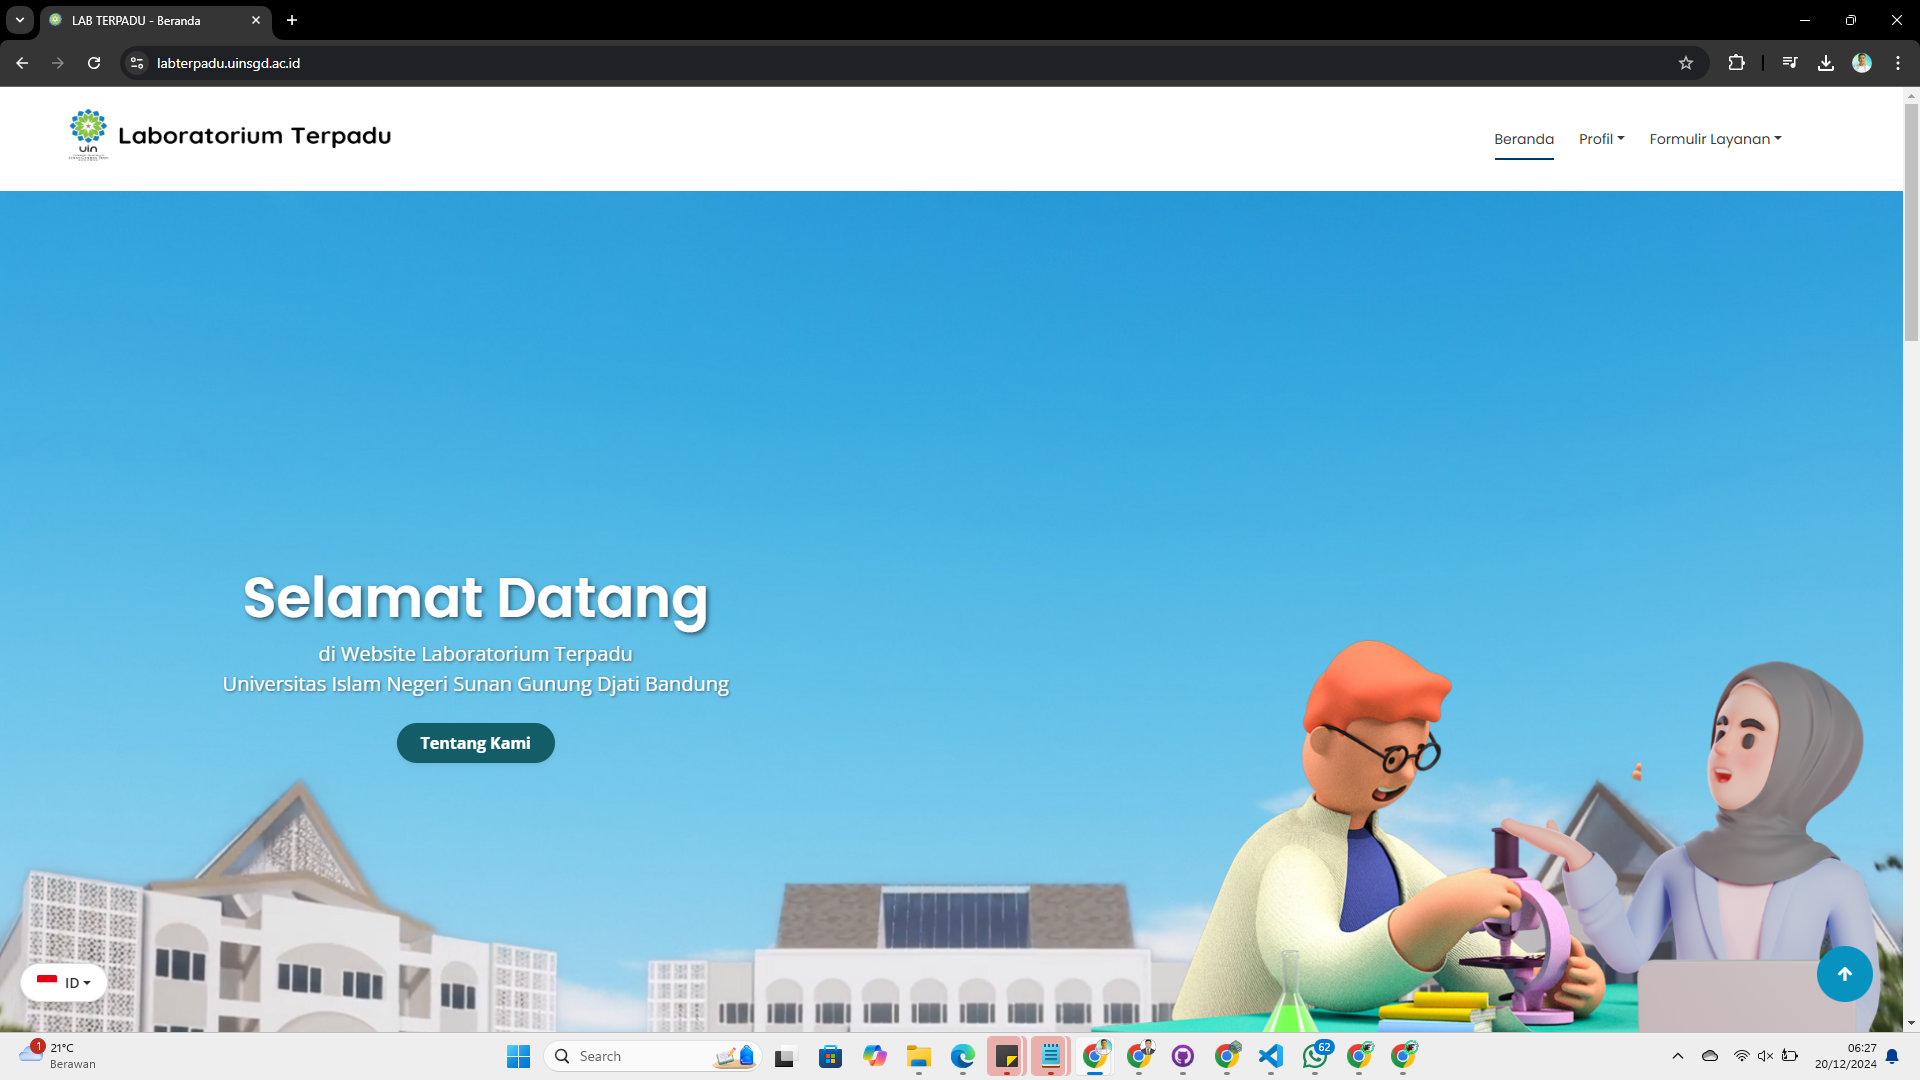 LAB TERPADU - Beranda
labterpadu.uinsgd.ac.id
uin
Laboratorium Terpadu
Beranda
Profil
Formulir Layanan
Selamat Datang
di Website Laboratorium Terpadu
Universitas Islam Negeri Sunan Gunung Djati Bandung
Tentang Kami
ID
1
21°C
Berawan
Search
62
06:27
20/12/2024